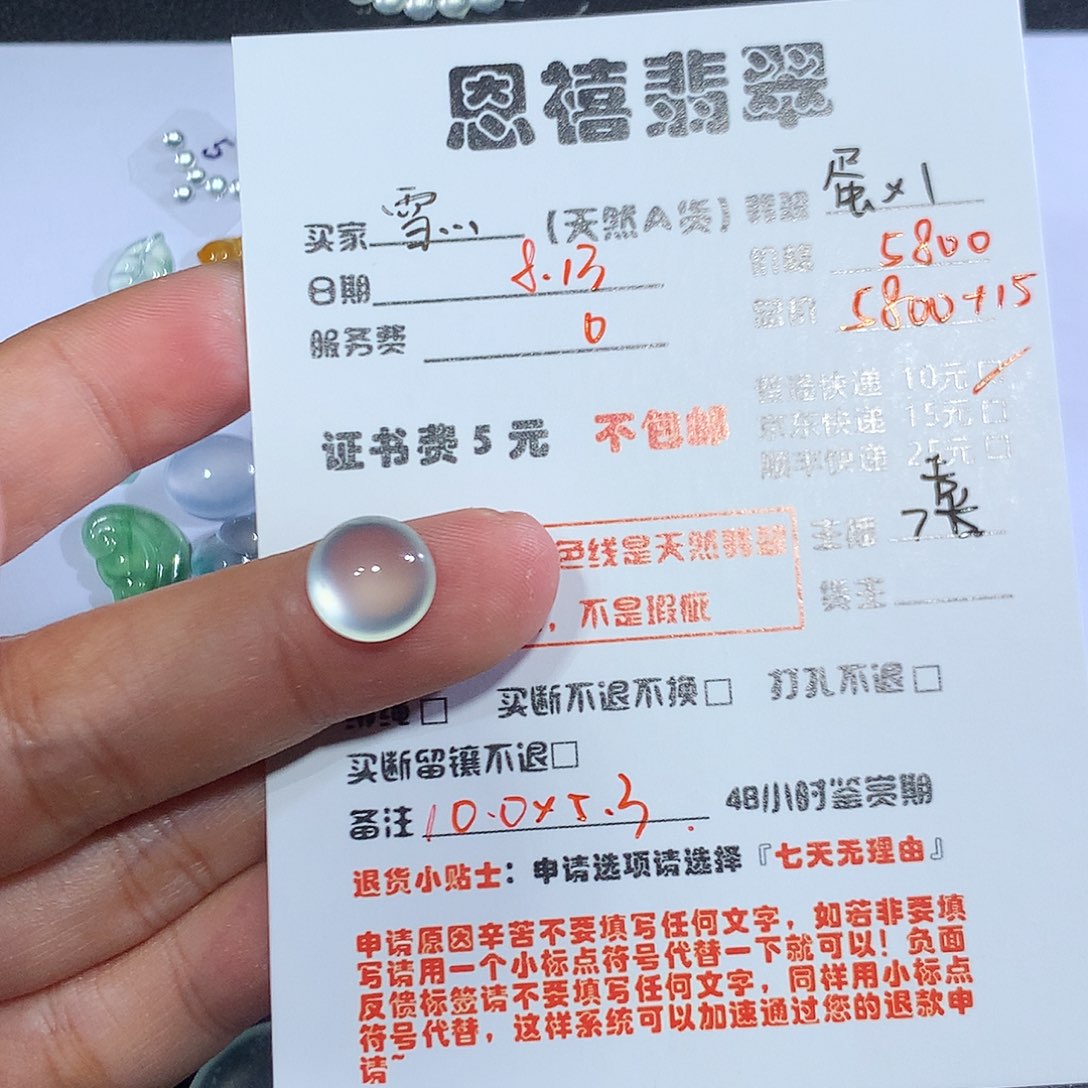 恩禧翡翠
买家 雪 (天然A货) 翡翠 蛋×1
日期 8.13 价格 5800
服务费 0 总价 5800+15
普通快递 10元
证书费5元 不包邮 京东快递 15元
顺丰快递 2元
主播
色线是天然翡翠
货主
,不是瑕疵
买断不退不换 打孔不退
买断留镶不退
备注 10.0×5.3 48小时鉴赏期
退货小贴士：申请选项请选择『七天无理由』
申请原因辛苦不要填写任何文字，如若非要填
写请用一个小标点符号代替一下就可以！负面
反馈标签请不要填写任何文字，同样用小标点
符号代替，这样系统可以加速通过您的退款申
请~
5